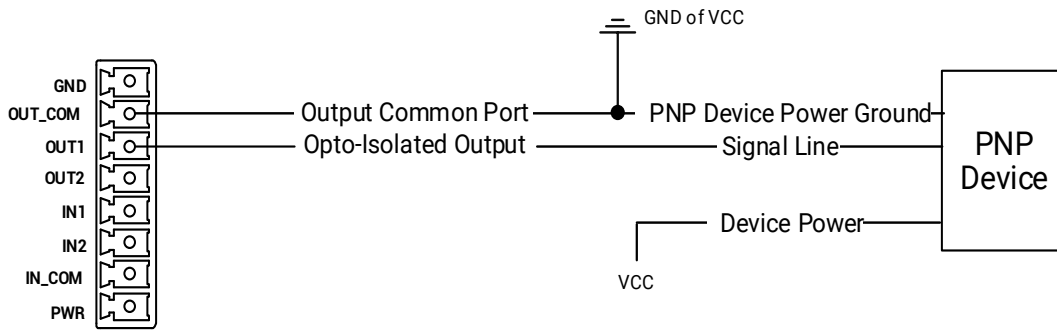 GND of VCC
GND
OUT_COM
Output Common Port
PNP Device Power Ground
OUT1
Opto-Isolated Output
Signal Line
PNP
Device
OUT2
IN1
Device Power
IN2
IN_COM
VCC
PWR